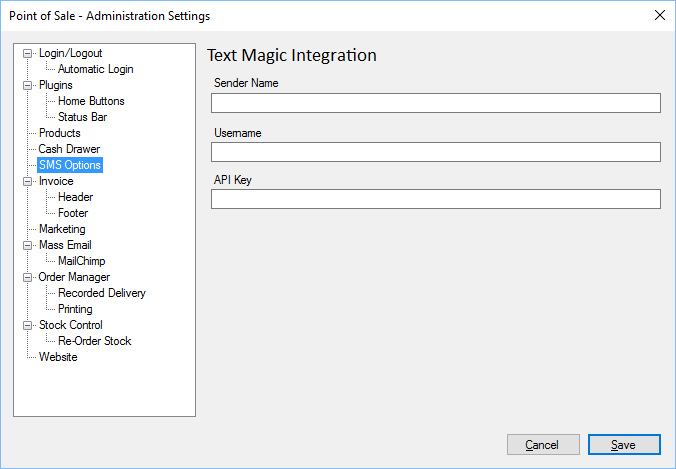 Point of Sale - Administration Settings
Login/Logout
Automatic Login
Plugins
Home Buttons
Status Bar
Products
Cash Drawer
SMS Options
Invoice
Header
Footer
Marketing
Mass Email
MailChimp
Order Manager
Recorded Delivery
Printing
Stock Control
Re-Order Stock
Website
Text Magic Integration
Sender Name
Username
API Key
Cancel
Save